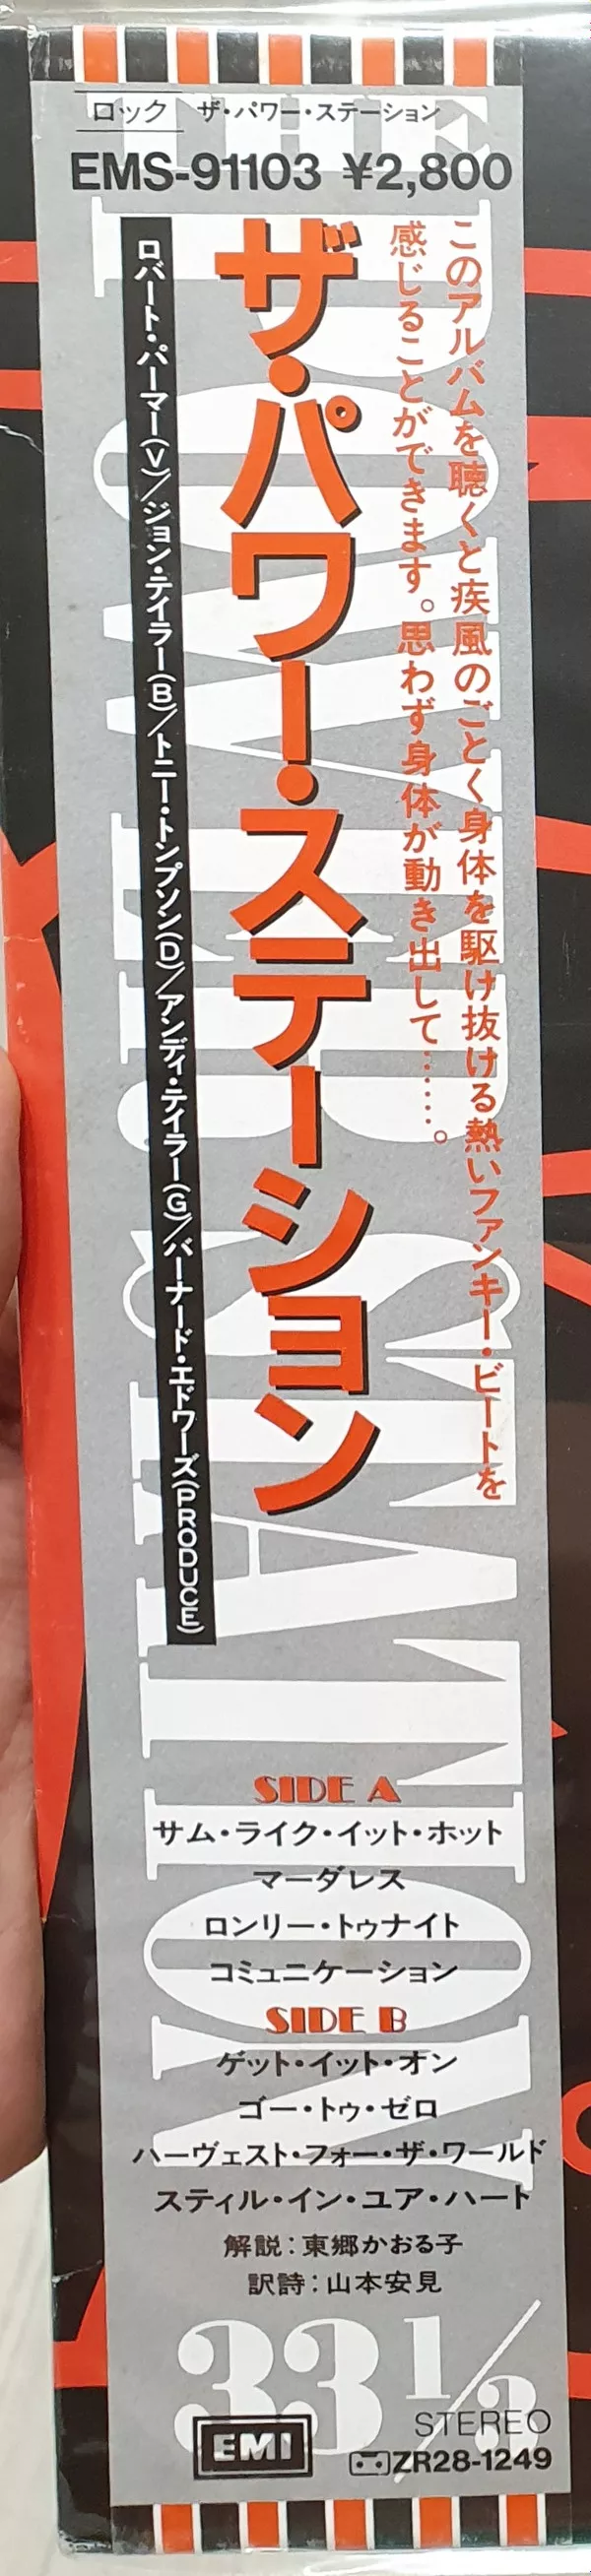 ロック ザ・パワー・ステーション
EMS-91103 ¥2,800
このアルバムを聴くと疾風のごとく身体を駆け抜ける熱いファンキー・ビートを
感じることができます。思わず身体が動き出して……。
ザ・パワー・ステーション
ロバート・パーマー(V)/ジョン・テイラー(B)/トニー・トンプソン(D)/アンディ・テイラー(G)/バーナード・エドワーズ(PRODUCE)
THE POWER STATION
SIDE A
サム・ライク・イット・ホット
マーダレス
ロンリー・トゥナイト
コミュニケーション
SIDE B
ゲット・イット・オン
ゴー・トゥ・ゼロ
ハーヴェスト・フォー・ザ・ワールド
スティル・イン・ユア・ハート
解説:東郷かおる子
訳詩:山本安見
33 1/3
STEREO
EMI ZR28-1249